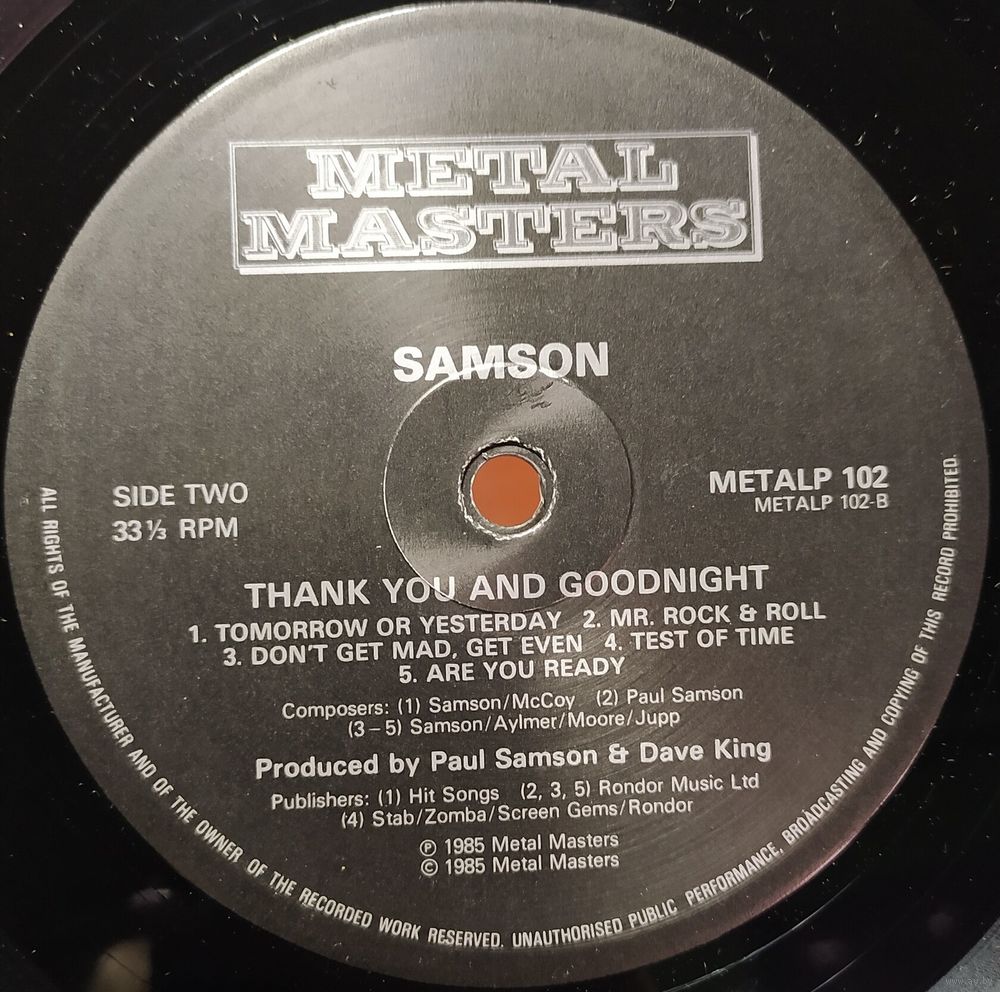 METAL
MASTERS
SAMSON
SIDE TWO
33⅓ RPM
METALP 102
METALP 102-B
THANK YOU AND GOODNIGHT
1. TOMORROW OR YESTERDAY 2. MR. ROCK & ROLL
3. DON'T GET MAD, GET EVEN 4. TEST OF TIME
5. ARE YOU READY
Composers: (1) Samson/McCoy (2) Paul Samson
(3–5) Samson/Aylmer/Moore/Jupp
Produced by Paul Samson & Dave King
Publishers: (1) Hit Songs (2, 3, 5) Rondor Music Ltd
(4) Stab/Zomba/Screen Gems/Rondor
℗ 1985 Metal Masters
© 1985 Metal Masters
ALL RIGHTS OF THE MANUFACTURER AND OF THE OWNER OF THE RECORDED WORK RESERVED. UNAUTHORISED PUBLIC PERFORMANCE, BROADCASTING AND COPYING OF THIS RECORD PROHIBITED.